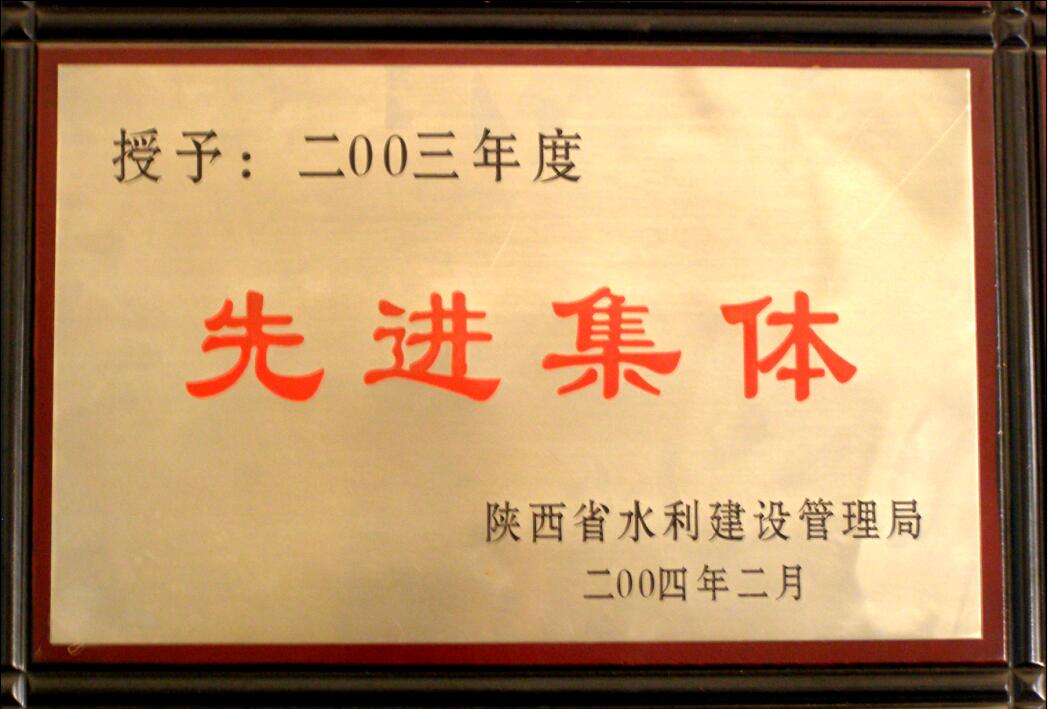 授予：二00三年度
先进集体
陕西省水利建设管理局
二00四年二月